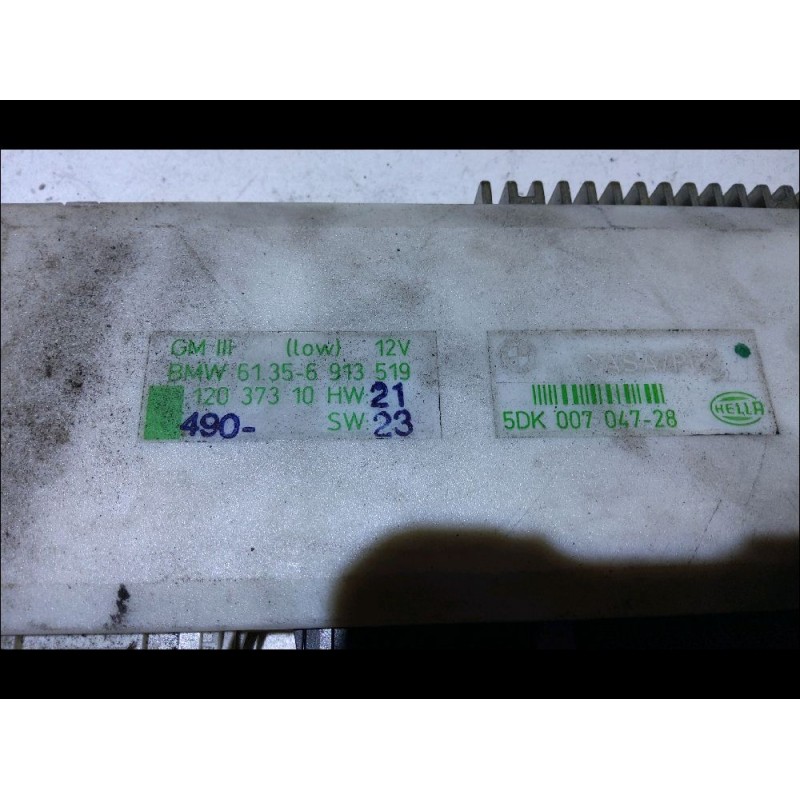 GM III (low) 12V
BMW 61.35-6 913 519
120 373 10 HW: 21
490- SW: 23
5DK 007 047-28
HELLA